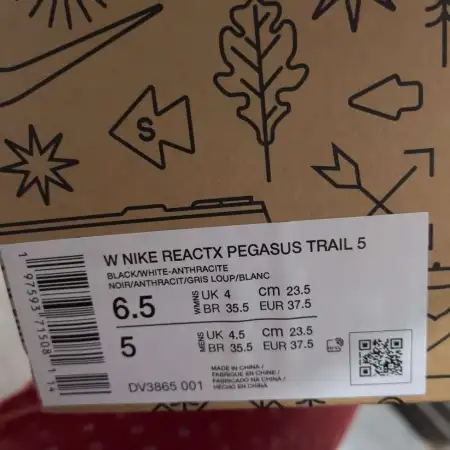 S
W NIKE REACTX PEGASUS TRAIL 5
BLACK/WHITE-ANTHRACITE
NOIR/ANTHRACIT/GRIS LOUP/BLANC
6.5 WMNS UK 4 cm 23.5
BR 35.5 EUR 37.5
5 MENS UK 4.5 cm 23.5
BR 35.5 EUR 37.5
MADE IN CHINA /
FABRIQUE EN CHINE /
FABRICADO NA CHINA /
HECHO EN CHINA
DV3865 001
1 97593 71508 1 14